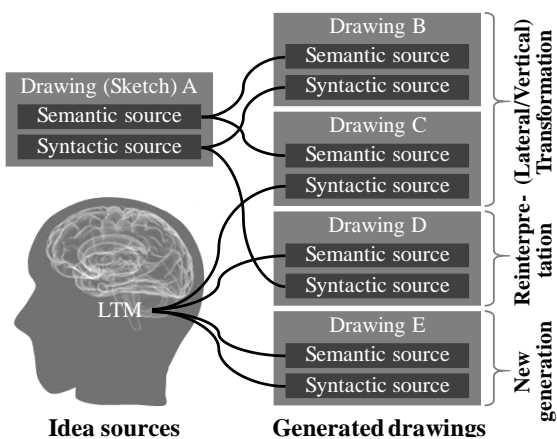 Drawing (Sketch) A
Semantic source
Syntactic source
LTM
Idea sources
Drawing B
Semantic source
Syntactic source
Drawing C
Semantic source
Syntactic source
Drawing D
Semantic source
Syntactic source
Drawing E
Semantic source
Syntactic source
Generated drawings
(Lateral/Vertical)
Transformation
Reinterpre-
tation
New
generation